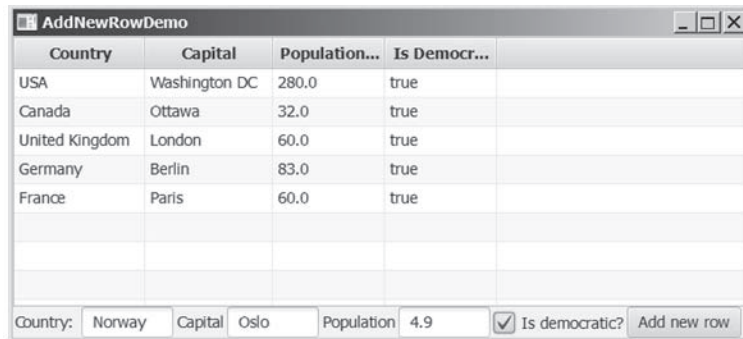 AddNewRowDemo
Country Capital Population... Is Democr...
USA Washington DC 280.0 true
Canada Ottawa 32.0 true
United Kingdom London 60.0 true
Germany Berlin 83.0 true
France Paris 60.0 true
Country: Norway Capital Oslo Population 4.9 Is democratic? Add new row